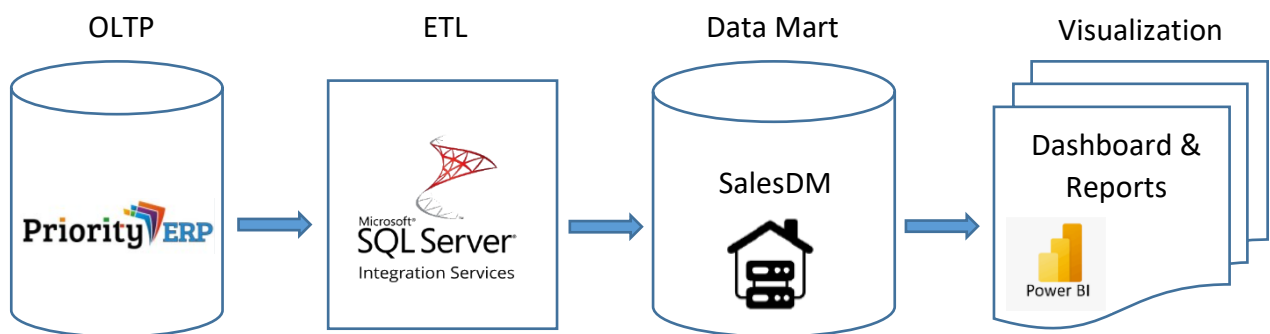 OLTP
ETL
Data Mart
Visualization
Priority ERP
Microsoft®
SQL Server®
Integration Services
SalesDM
Dashboard &
Reports
Power BI